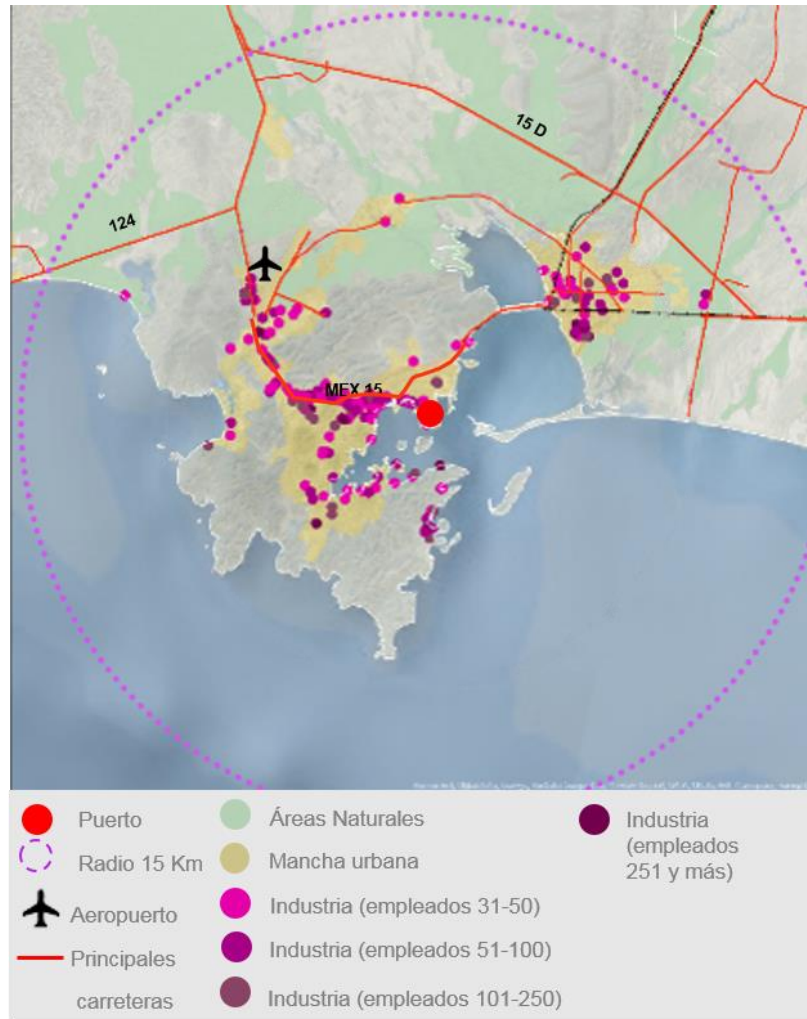 15 D
124
MEX 15
Puerto
Radio 15 Km
Aeropuerto
Principales
carreteras
Áreas Naturales
Mancha urbana
Industria (empleados 31-50)
Industria (empleados 51-100)
Industria (empleados 101-250)
Industria
(empleados
251 y más)